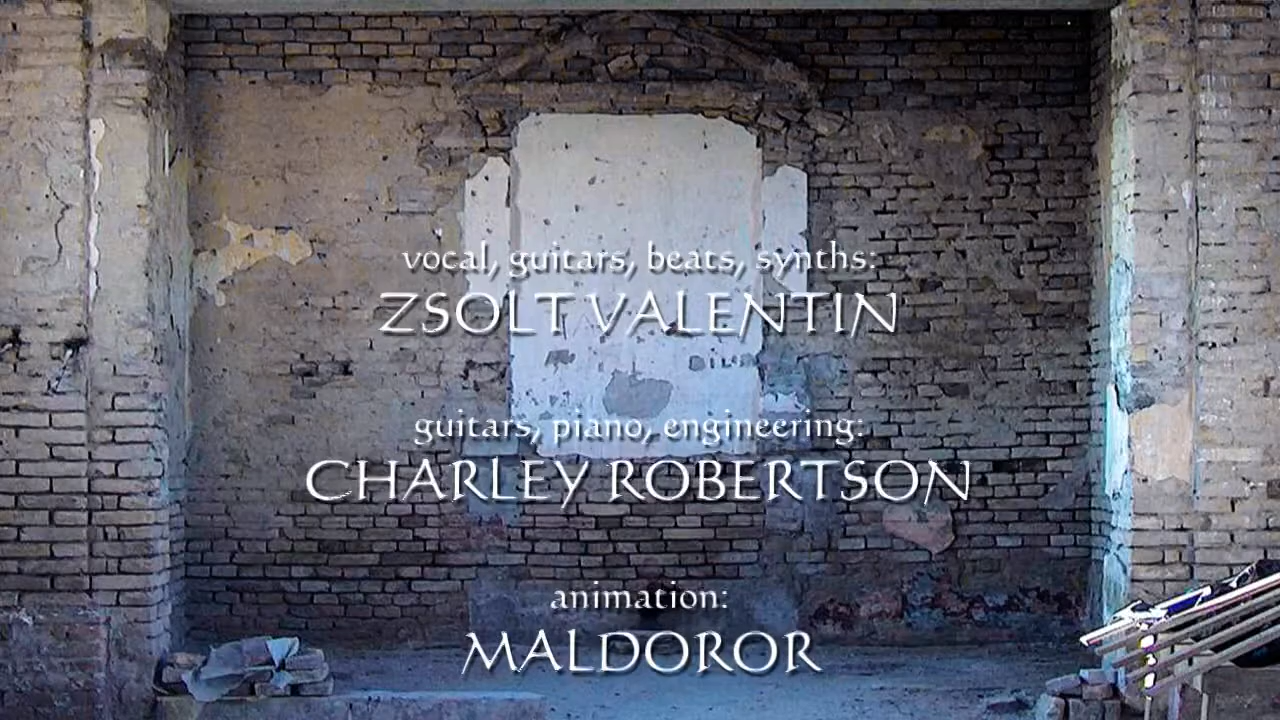 vocal, guitars, beats, synths:
ZSOLT VALENTIN
guitars, piano, engineering:
CHARLEY ROBERTSON
animation:
MALDOROR